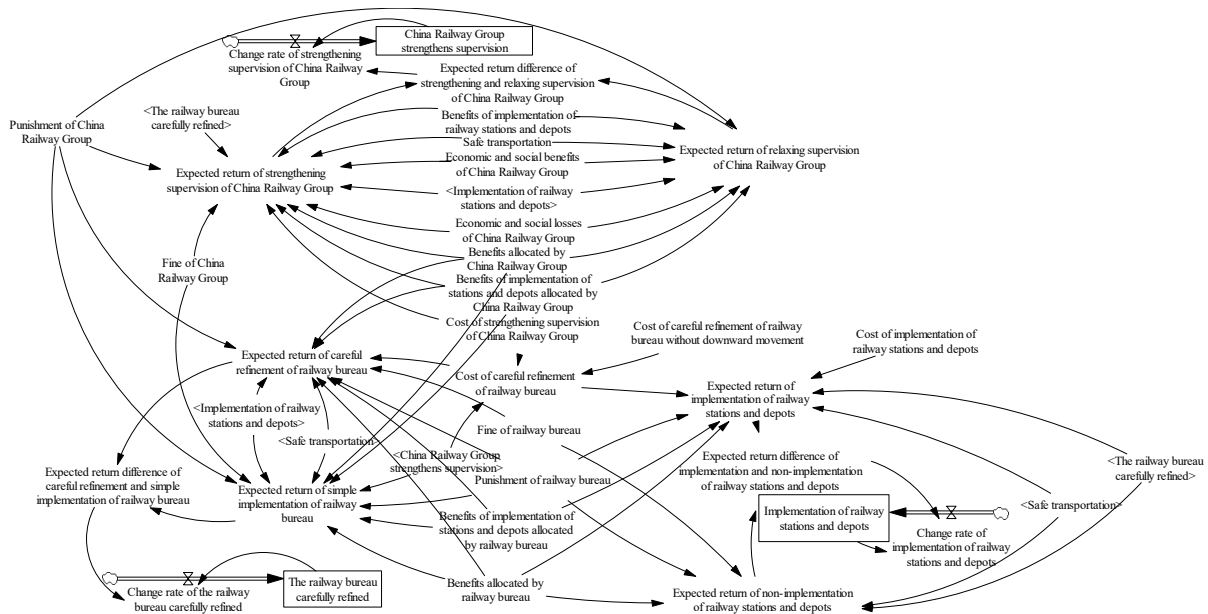 China Railway Group
strengthens supervision
Change rate of strengthening
supervision of China Railway
Group
Expected return difference of
strengthening and relaxing supervision
of China Railway Group
<The railway bureau
carefully refined>
Punishment of China
Railway Group
Benefits of implementation of
railway stations and depots
Safe transportation
Economic and social benefits
of China Railway Group
Expected return of relaxing supervision
of China Railway Group
Expected return of strengthening
supervision of China Railway Group
<Implementation of railway
stations and depots>
Economic and social losses
of China Railway Group
Benefits allocated by
China Railway Group
Fine of China
Railway Group
Benefits of implementation of
stations and depots allocated by
China Railway Group
Cost of strengthening supervision
of China Railway Group
Cost of careful refinement of railway
bureau without downward movement
Cost of implementation of
railway stations and depots
Expected return of careful
refinement of railway bureau
Cost of careful refinement
of railway bureau
Expected return of
implementation of railway
stations and depots
<Implementation of railway
stations and depots>
<Safe transportation>
Fine of railway bureau
<China Railway Group
strengthens supervision>
Expected return difference of
implementation and non-implementation
of railway stations and depots
<The railway bureau
carefully refined>
Expected return difference of
careful refinement and simple
implementation of railway bureau
Punishment of railway bureau
Expected return of simple
implementation of railway
bureau
Implementation of railway
stations and depots
<Safe transportation>
Benefits of implementation of
stations and depots allocated
by railway bureau
Change rate of
implementation of railway
stations and depots
Change rate of the railway
bureau carefully refined
The railway bureau
carefully refined
Benefits allocated by
railway bureau
Expected return of non-implementation
of railway stations and depots